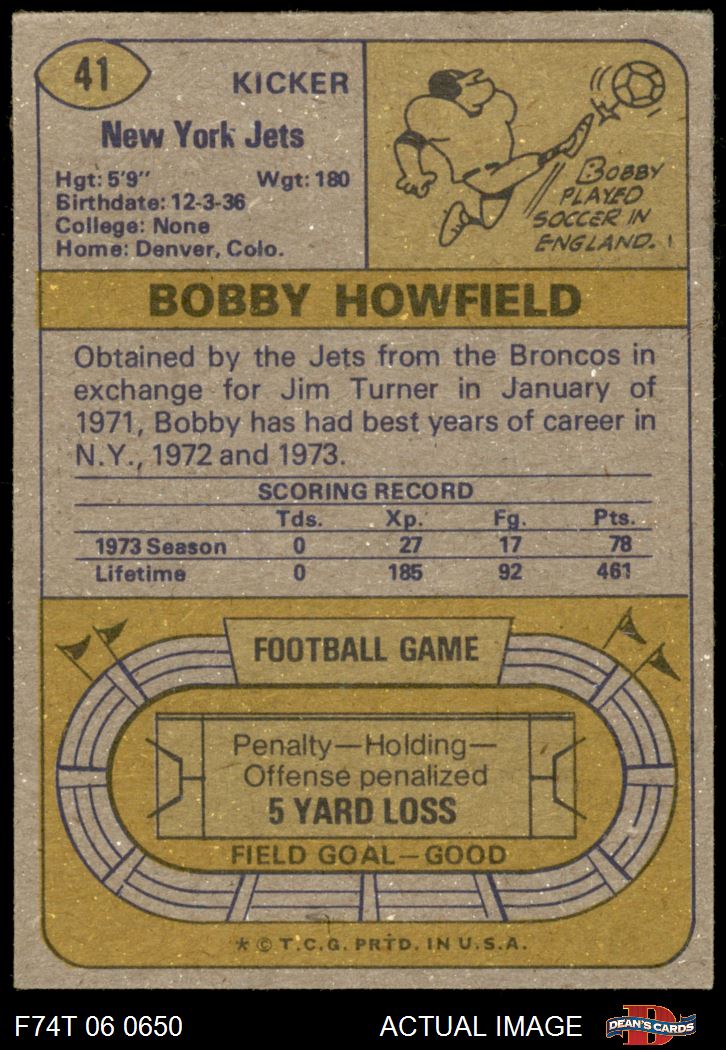 41
KICKER
New York Jets
Hgt: 5'9" Wgt: 180
Birthdate: 12-3-36
College: None
Home: Denver, Colo.
BOBBY
PLAYED
SOCCER IN
ENGLAND.
BOBBY HOWFIELD
Obtained by the Jets from the Broncos in
exchange for Jim Turner in January of
1971, Bobby has had best years of career in
N.Y., 1972 and 1973.
SCORING RECORD
Tds. Xp. Fg. Pts.
1973 Season 0 27 17 78
Lifetime 0 185 92 461
FOOTBALL GAME
Penalty—Holding—
Offense penalized
5 YARD LOSS
FIELD GOAL—GOOD
* © T.C.G. PRTD. IN U.S.A.
F74T 06 0650 ACTUAL IMAGE D DEAN'S CARDS